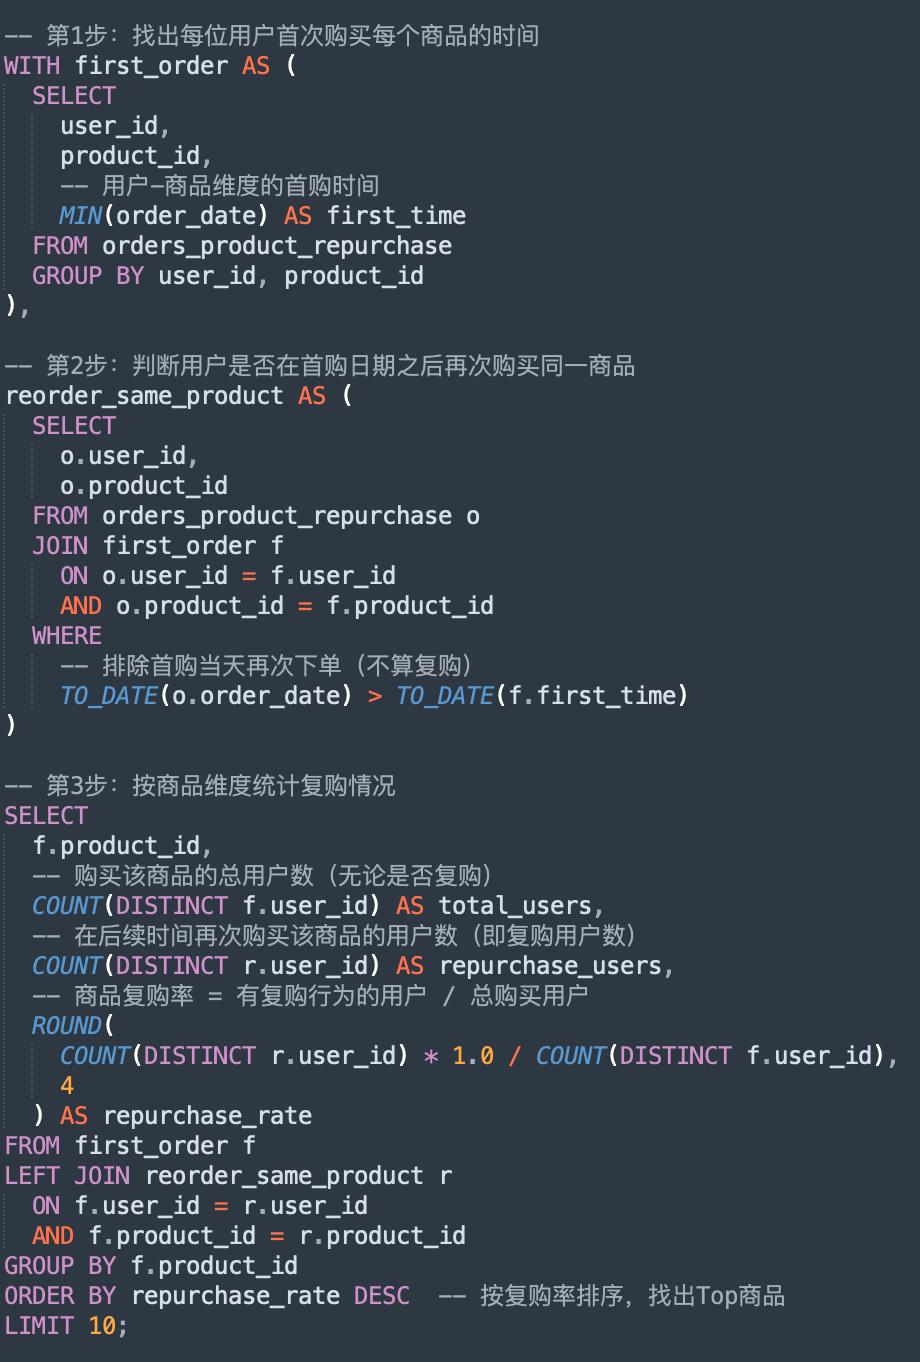 -- 第1步：找出每位用户首次购买每个商品的时间
WITH first_order AS (
  SELECT
    user_id,
    product_id,
    -- 用户-商品维度的首购时间
    MIN(order_date) AS first_time
  FROM orders_product_repurchase
  GROUP BY user_id, product_id
),
-- 第2步：判断用户是否在首购日期之后再次购买同一商品
reorder_same_product AS (
  SELECT
    o.user_id,
    o.product_id
  FROM orders_product_repurchase o
  JOIN first_order f
    ON o.user_id = f.user_id
    AND o.product_id = f.product_id
  WHERE
    -- 排除首购当天再次下单（不算复购）
    TO_DATE(o.order_date) > TO_DATE(f.first_time)
)
-- 第3步：按商品维度统计复购情况
SELECT
  f.product_id,
  -- 购买该商品的总用户数（无论是否复购）
  COUNT(DISTINCT f.user_id) AS total_users,
  -- 在后续时间再次购买该商品的用户数（即复购用户数）
  COUNT(DISTINCT r.user_id) AS repurchase_users,
  -- 商品复购率 = 有复购行为的用户 / 总购买用户
  ROUND(
    COUNT(DISTINCT r.user_id) * 1.0 / COUNT(DISTINCT f.user_id),
    4
  ) AS repurchase_rate
FROM first_order f
LEFT JOIN reorder_same_product r
  ON f.user_id = r.user_id
  AND f.product_id = r.product_id
GROUP BY f.product_id
ORDER BY repurchase_rate DESC  -- 按复购率排序，找出Top商品
LIMIT 10;